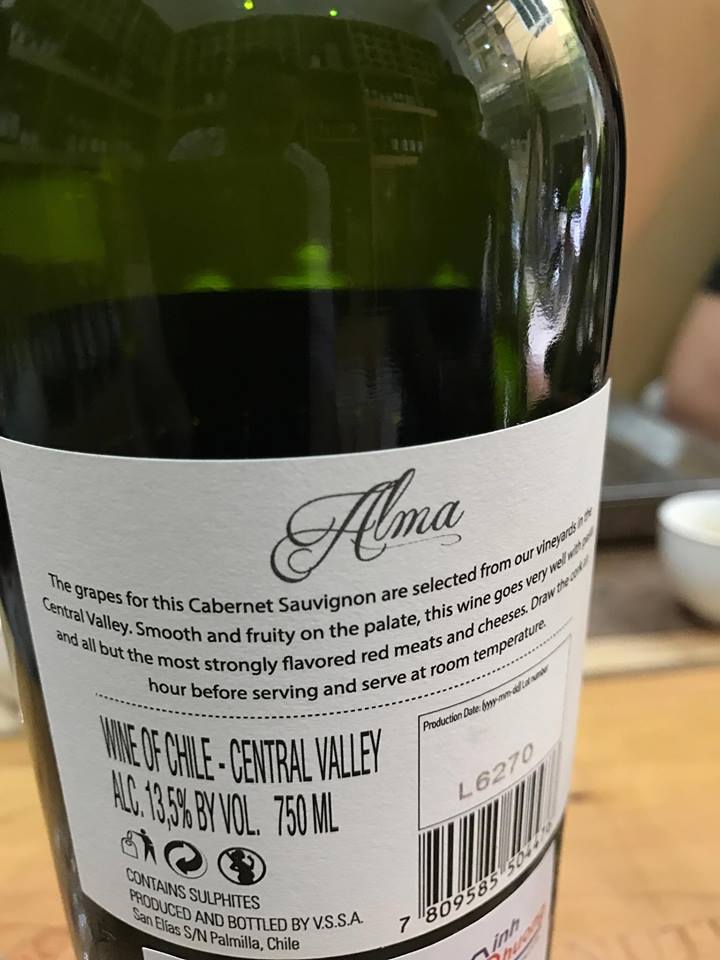 Alma
The grapes for this Cabernet Sauvignon are selected from our vineyards in the
Central Valley. Smooth and fruity on the palate, this wine goes very well with pasta
and all but the most strongly flavored red meats and cheeses. Draw the cork an
hour before serving and serve at room temperature.
Production Date: (yyyy-mm-dd) Lot number
L6270
WINE OF CHILE - CENTRAL VALLEY
ALC. 13,5% BY VOL. 750 ML
CONTAINS SULPHITES
PRODUCED AND BOTTLED BY V.S.S.A.
San Elías S/N Palmilla, Chile
7 809585 504476
inh